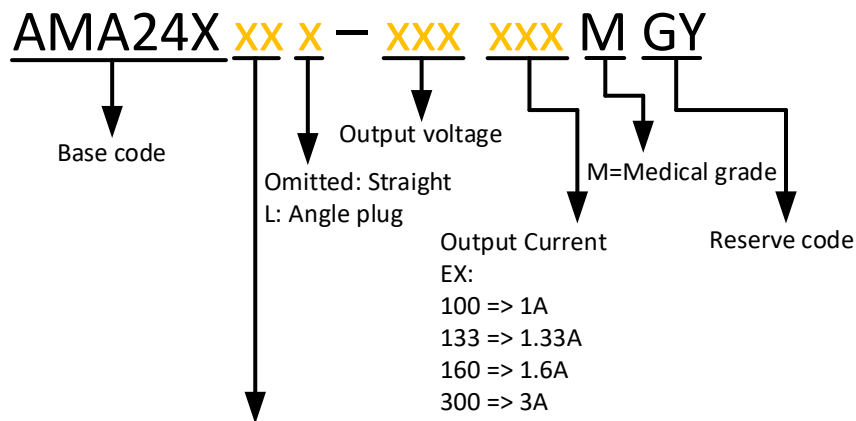 AMA24X xx x – xxx xxx M GY
Output voltage
Base code
M=Medical grade
Omitted: Straight
L: Angle plug
Output Current
Reserve code
EX:
100 => 1A
133 => 1.33A
160 => 1.6A
300 => 3A